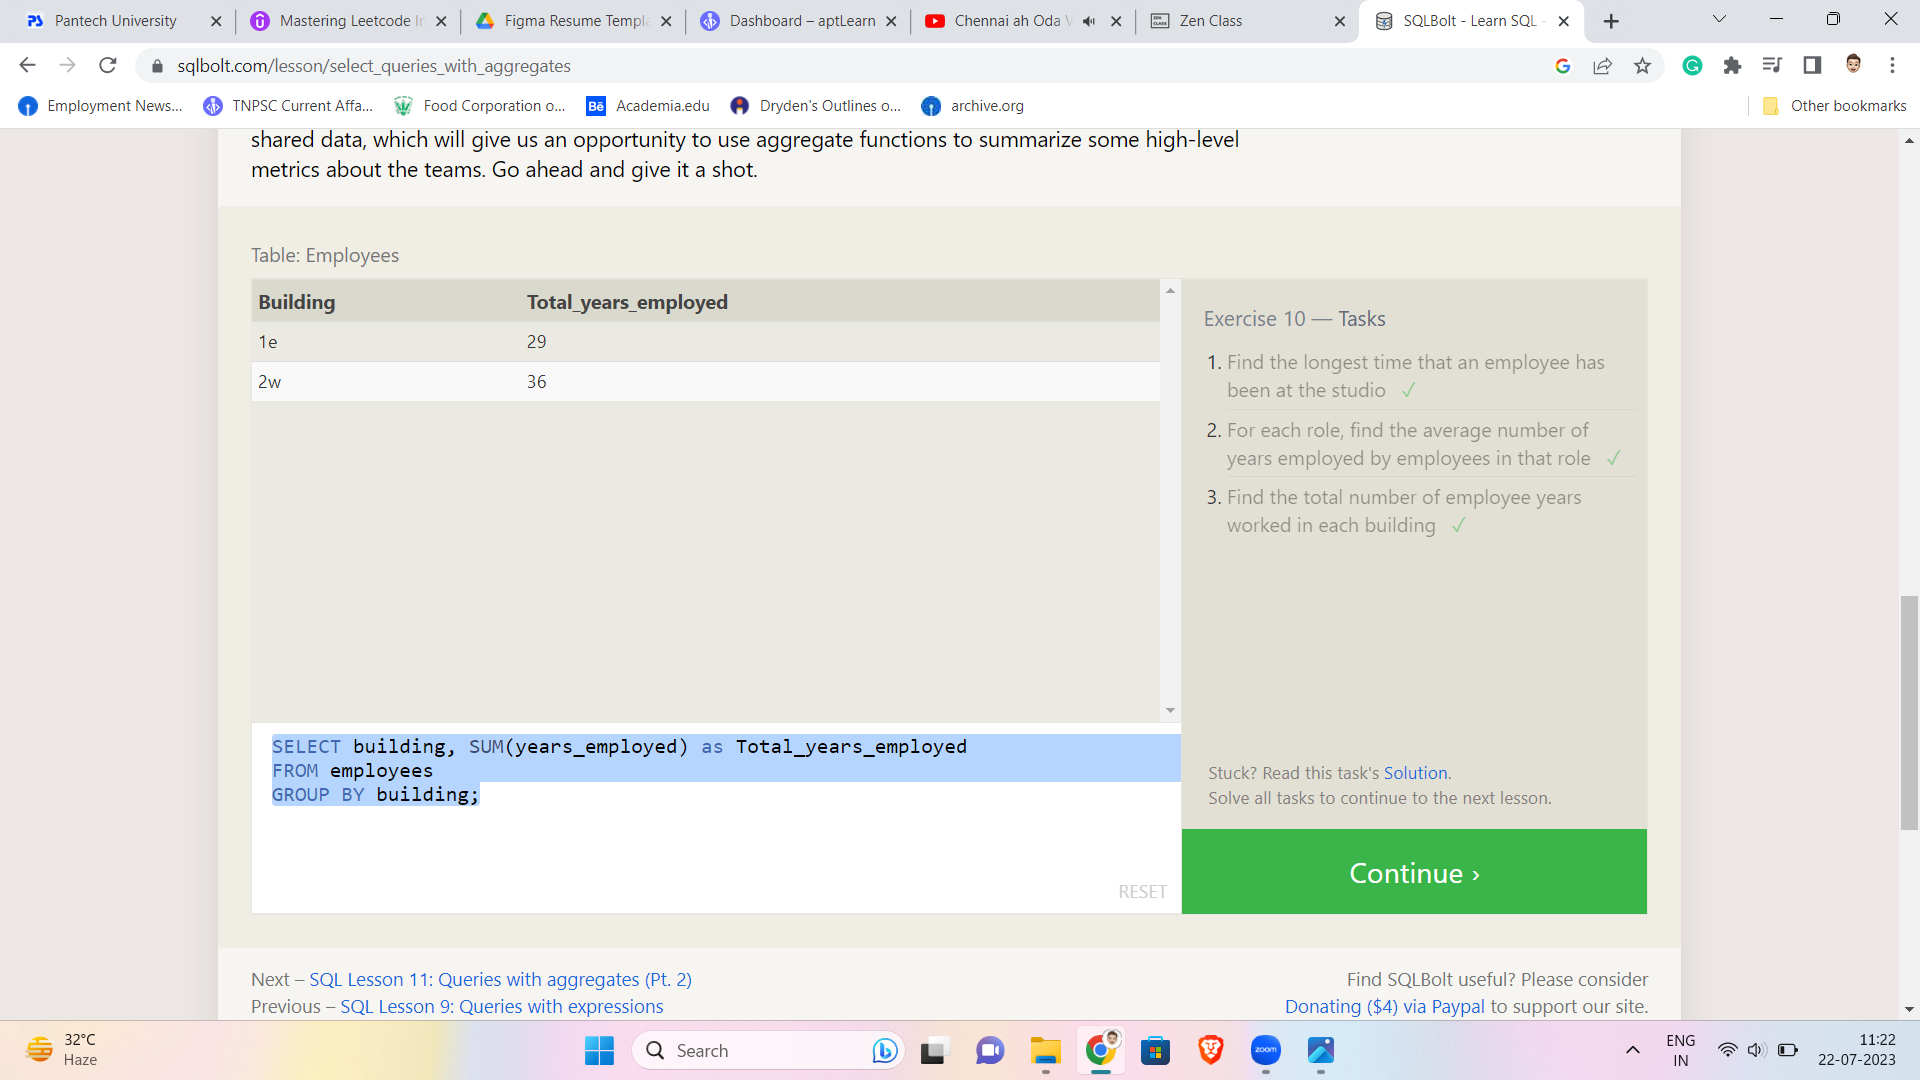 Pantech University
Mastering Leetcode In
Figma Resume Templa
Dashboard – aptLearn
Chennai ah Oda V
Zen Class
SQLBolt - Learn SQL -
sqlbolt.com/lesson/select_queries_with_aggregates
Employment News...
TNPSC Current Affa...
Food Corporation o...
Academia.edu
Dryden's Outlines o...
archive.org
Other bookmarks
shared data, which will give us an opportunity to use aggregate functions to summarize some high-level
metrics about the teams. Go ahead and give it a shot.
Table: Employees
Building Total_years_employed
1e 29
2w 36
Exercise 10 — Tasks
1. Find the longest time that an employee has
been at the studio ✓
2. For each role, find the average number of
years employed by employees in that role ✓
3. Find the total number of employee years
worked in each building ✓
SELECT building, SUM(years_employed) as Total_years_employed
FROM employees
GROUP BY building;
RESET
Stuck? Read this task's Solution.
Solve all tasks to continue to the next lesson.
Continue ›
Next – SQL Lesson 11: Queries with aggregates (Pt. 2)
Previous – SQL Lesson 9: Queries with expressions
Find SQLBolt useful? Please consider
Donating ($4) via Paypal to support our site.
32°C
Haze
Search
zoom
ENG
IN
11:22
22-07-2023